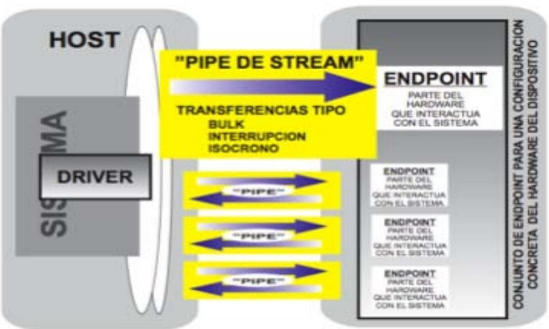 HOST
SISTEMA
DRIVER
"PIPE DE STREAM"
TRANSFERENCIAS TIPO
BULK
INTERRUPCION
ISOCRONO
"PIPE"
"PIPE"
"PIPE"
ENDPOINT
PARTE DEL
HARDWARE
QUE INTERACTUA
CON EL SISTEMA
ENDPOINT
PARTE DEL
HARDWARE
QUE INTERACTUA
CON EL SISTEMA
ENDPOINT
PARTE DEL
HARDWARE
QUE INTERACTUA
CON EL SISTEMA
ENDPOINT
PARTE DEL
HARDWARE
QUE INTERACTUA
CON EL SISTEMA
CONJUNTO DE ENDPOINT PARA UNA CONFIGURACION
CONCRETA DEL HARDWARE DEL DISPOSITIVO